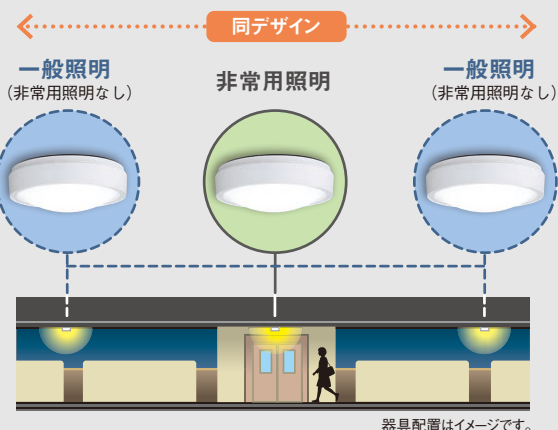 同デザイン
一般照明
（非常用照明なし）
非常用照明
一般照明
（非常用照明なし）
器具配置はイメージです。